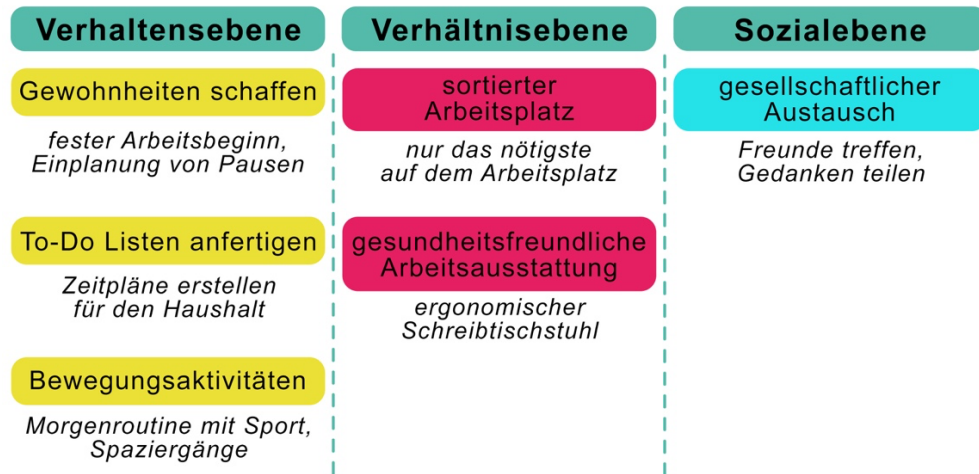 Verhaltensebene
Gewohnheiten schaffen
fester Arbeitsbeginn,
Einplanung von Pausen
To-Do Listen anfertigen
Zeitpläne erstellen
für den Haushalt
Bewegungsaktivitäten
Morgenroutine mit Sport,
Spaziergänge
Verhältnisebene
sortierter
Arbeitsplatz
nur das nötigste
auf dem Arbeitsplatz
gesundheitsfreundliche
Arbeitsausstattung
ergonomischer
Schreibtischstuhl
Sozialebene
gesellschaftlicher
Austausch
Freunde treffen,
Gedanken teilen